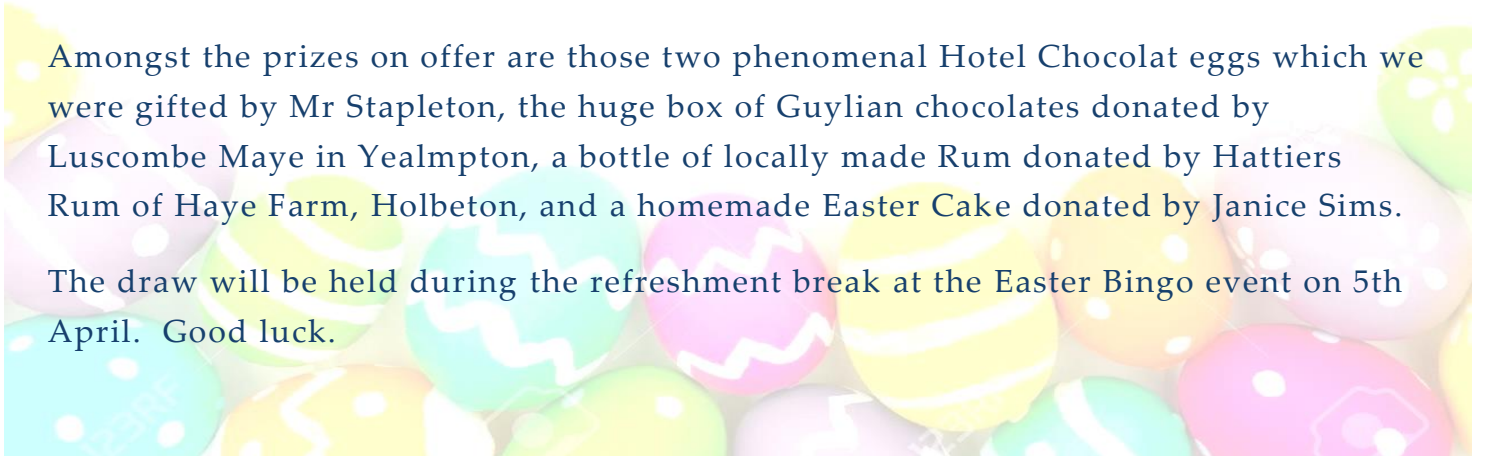 Amongst the prizes on offer are those two phenomenal Hotel Chocolat eggs which we
were gifted by Mr Stapleton, the huge box of Guylian chocolates donated by
Luscombe Maye in Yealmpton, a bottle of locally made Rum donated by Hattiers
Rum of Haye Farm, Holbeton, and a homemade Easter Cake donated by Janice Sims.
The draw will be held during the refreshment break at the Easter Bingo event on 5th
April.  Good luck.
123RF
123RF